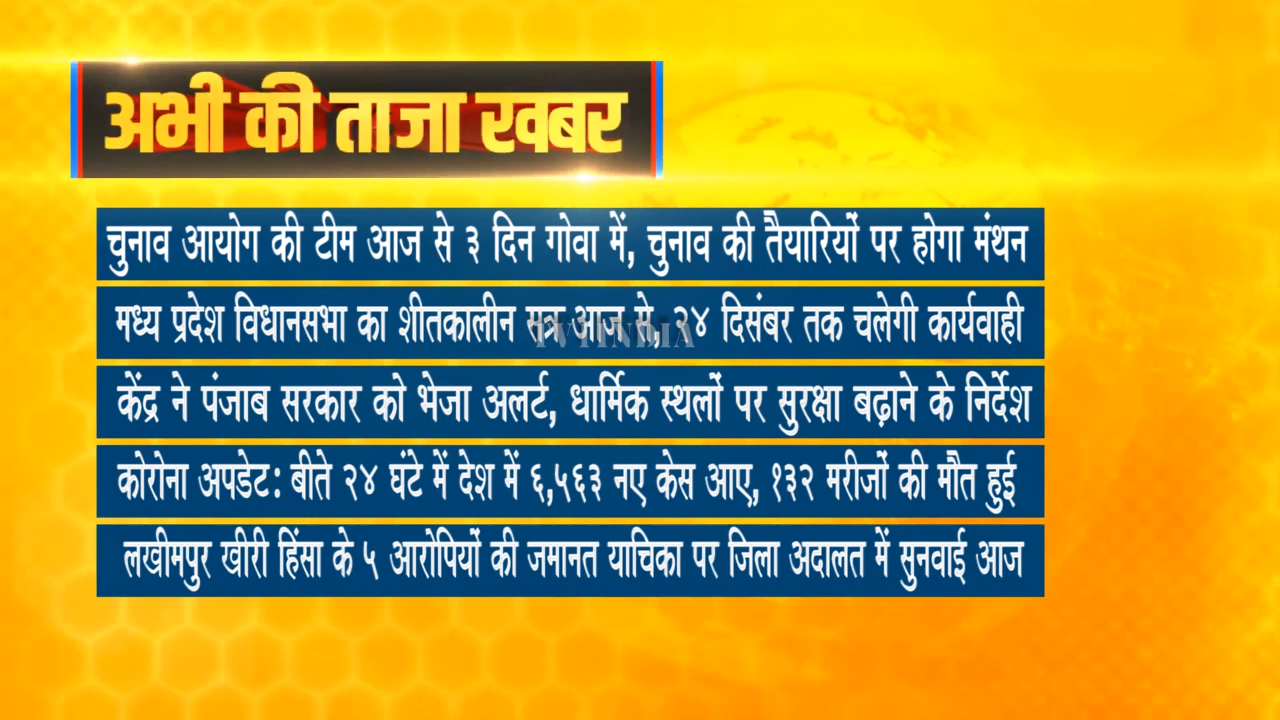 अभी की ताजा खबर
चुनाव आयोग की टीम आज से ३ दिन गोवा में, चुनाव की तैयारियों पर होगा मंथन
मध्य प्रदेश विधानसभा का शीतकालीन सत्र आज से, २४ दिसंबर तक चलेगी कार्यवाही
TV1INDIA
केंद्र ने पंजाब सरकार को भेजा अलर्ट, धार्मिक स्थलों पर सुरक्षा बढ़ाने के निर्देश
कोरोना अपडेट: बीते २४ घंटे में देश में ६,५६३ नए केस आए, १३२ मरीजों की मौत हुई
लखीमपुर खीरी हिंसा के ५ आरोपियों की जमानत याचिका पर जिला अदालत में सुनवाई आज